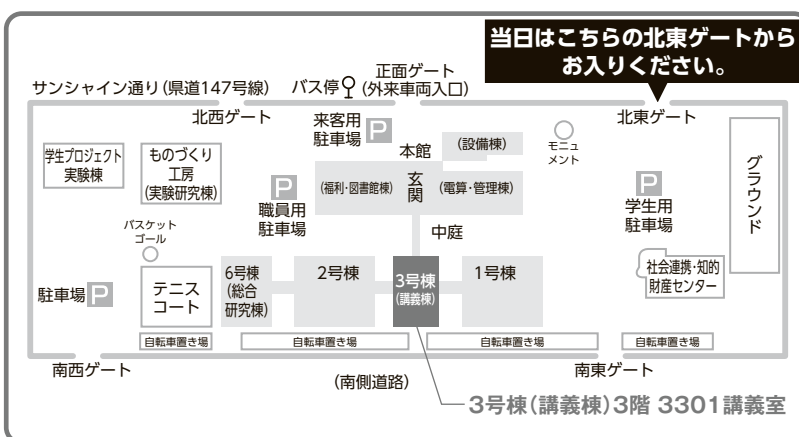 当日はこちらの北東ゲートから
お入りください。
サンシャイン通り(県道147号線)
バス停
正面ゲート
(外来車両入口)
北西ゲート
北東ゲート
来客用
駐車場
P
本館
(設備棟)
モニュ
メント
学生プロジェクト
実験棟
ものづくり
工房
(実験研究棟)
P
職員用
駐車場
(福利・図書館棟)
玄
関
(電算・管理棟)
P
学生用
駐車場
グラウンド
バスケット
ゴール
中庭
駐車場 P
テニス
コート
6号棟
(総合
研究棟)
2号棟
3号棟
(講義棟)
1号棟
社会連携・知的
財産センター
自転車置き場
自転車置き場
自転車置き場
自転車置き場
南西ゲート
(南側道路)
南東ゲート
3号棟(講義棟)3階 3301講義室